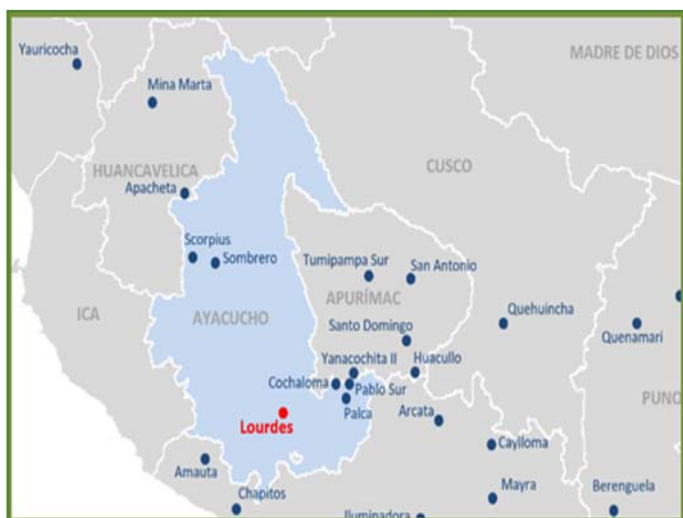 Yauricocha
MADRE DE DIOS
Mina Marta
HUANCAVELICA
CUSCO
Apacheta
Scorpius
Sombrero
Tumipampa Sur
San Antonio
APURÍMAC
ICA
AYACUCHO
Quehuincha
Santo Domingo
Quenamari
Yanacochita II
Huacullo
Cochaloma
Pablo Sur
PUNO
Palca
Arcata
Lourdes
Caylloma
Amauta
Mayra
Berenguela
Chapitos
Iluminadora